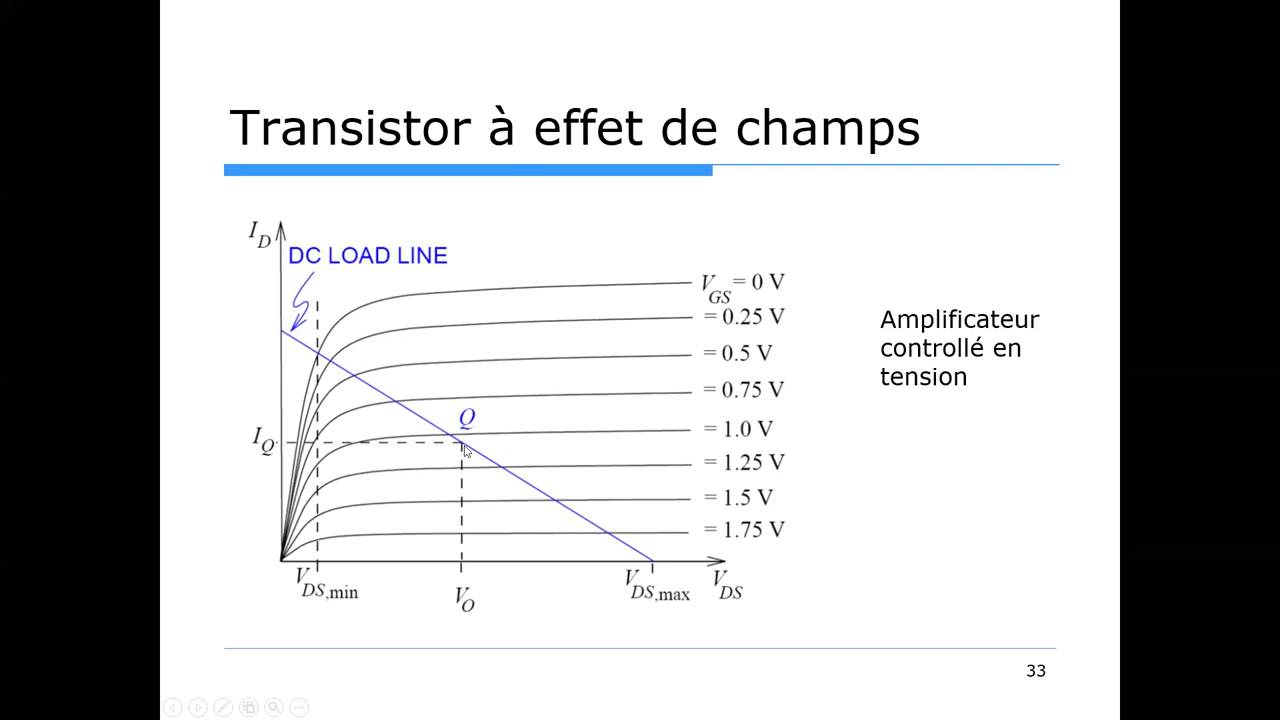 Transistor à effet de champs
I_D
DC LOAD LINE
V_GS = 0 V
= 0.25 V
= 0.5 V
= 0.75 V
= 1.0 V
= 1.25 V
= 1.5 V
= 1.75 V
Q
I_Q
V_DS,min
V_O
V_DS,max
V_DS
Amplificateur
controllé en
tension
33